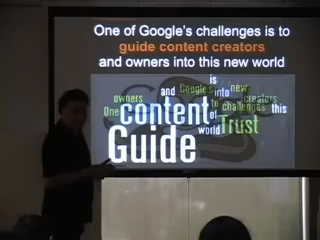 One of Google's challenges is to
guide content creators
and owners into this new world
is
and Google's new
owners into creators
One content to challenges this
of Trust
world
Guide